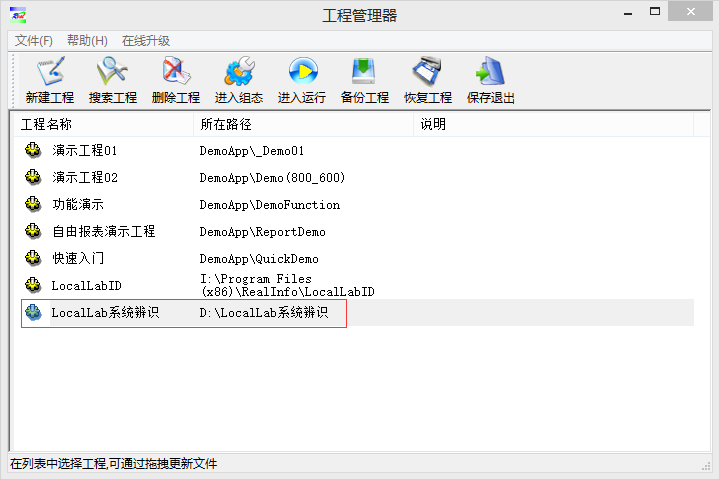 工程管理器
文件(F) 帮助(H) 在线升级
新建工程 搜索工程 删除工程 进入组态 进入运行 备份工程 恢复工程 保存退出
工程名称 所在路径 说明
演示工程01 DemoApp\_Demo01
演示工程02 DemoApp\Demo(800_600)
功能演示 DemoApp\DemoFunction
自由报表演示工程 DemoApp\ReportDemo
快速入门 DemoApp\QuickDemo
LocalLabID I:\Program Files
(x86)\RealInfo\LocalLabID
LocalLab系统辨识 D:\LocalLab系统辨识
在列表中选择工程,可通过拖拽更新文件